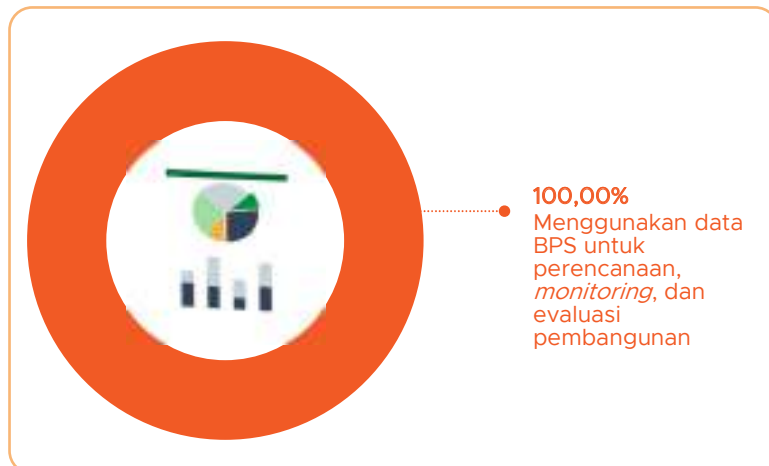 100,00%
Menggunakan data
BPS untuk
perencanaan,
monitoring, dan
evaluasi
pembangunan